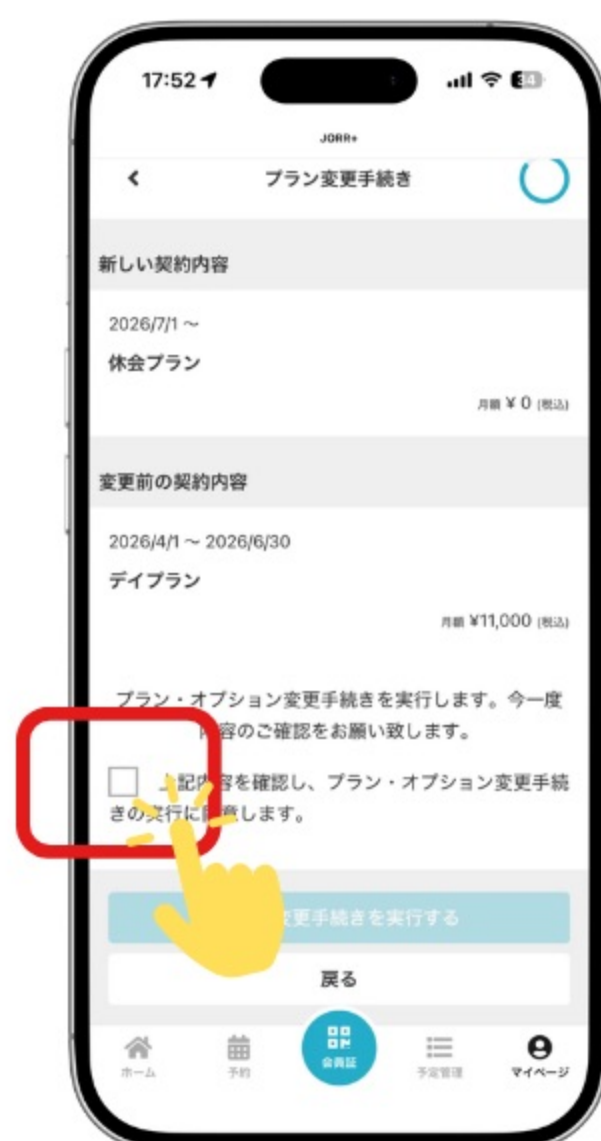 17:52
34
JORR+
プラン変更手続き
新しい契約内容
2026/7/1 ~
休会プラン
月額 ¥ 0 (税込)
変更前の契約内容
2026/4/1 ~ 2026/6/30
デイプラン
月額 ¥11,000 (税込)
プラン・オプション変更手続きを実行します。今一度
内容のご確認をお願い致します。
上記内容を確認し、プラン・オプション変更手続
きの実行に同意します。
変更手続きを実行する
戻る
ホーム
予約
会員証
予定管理
マイページ